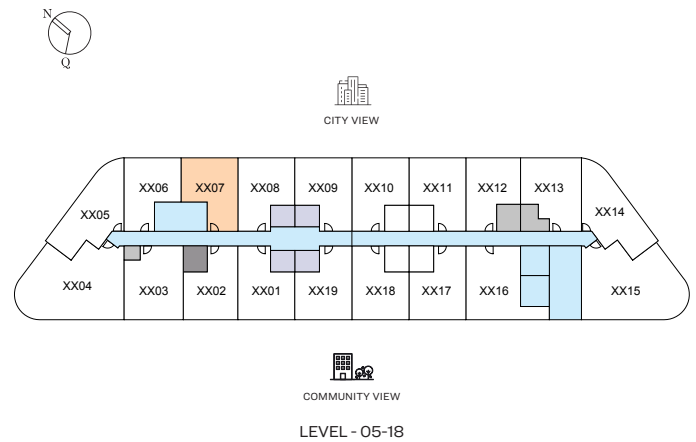 N
Q
CITY VIEW
XX06 XX07 XX08 XX09 XX10 XX11 XX12 XX13
XX05 XX14
XX04 XX03 XX02 XX01 XX19 XX18 XX17 XX16 XX15
COMMUNITY VIEW
LEVEL - 05-18